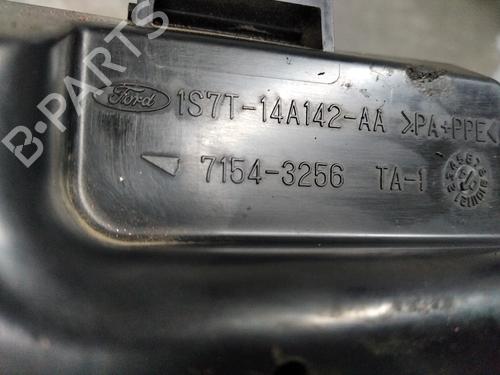 Ford 1S7T-14A142-AA >PA+PPE<
7154-3256 TA-1
B-PARTS